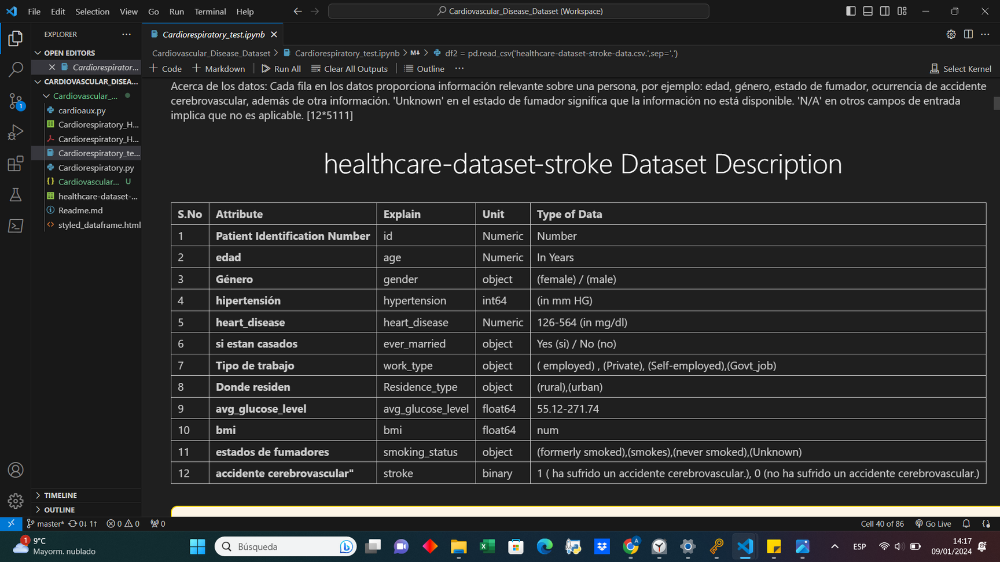 File Edit Selection View Go Run Terminal Help
Cardiovascular_Disease_Dataset (Workspace)
EXPLORER
Cardiorespiratory_test.ipynb
OPEN EDITORS
Cardiovascular_Disease_Dataset > Cardiorespiratory_test.ipynb > M↓ > df2 = pd.read_csv('healthcare-dataset-stroke-data.csv.',sep=',')
Cardiorespirator...
Code Markdown Run All Clear All Outputs Outline ... Select Kernel
CARDIOVASCULAR_DISEA...
Cardiovascular_...
cardioaux.py
Cardiorespiratory_H...
Cardiorespiratory_H...
Cardiorespiratory_te...
Cardiorespiratory.py
Cardiovascular... U
healthcare-dataset-...
Readme.md
styled_dataframe.html
1
TIMELINE
OUTLINE
Acerca de los datos: Cada fila en los datos proporciona información relevante sobre una persona, por ejemplo: edad, género, estado de fumador, ocurrencia de accidente
cerebrovascular, además de otra información. 'Unknown' en el estado de fumador significa que la información no está disponible. 'N/A' en otros campos de entrada
implica que no es aplicable. [12*5111]
healthcare-dataset-stroke Dataset Description
S.No Attribute Explain Unit Type of Data
1 Patient Identification Number id Numeric Number
2 edad age Numeric In Years
3 Género gender object (female) / (male)
4 hipertensión hypertension int64 (in mm HG)
5 heart_disease heart_disease Numeric 126-564 (in mg/dl)
6 si estan casados ever_married object Yes (si) / No (no)
7 Tipo de trabajo work_type object ( employed) , (Private), (Self-employed),(Govt_job)
8 Donde residen Residence_type object (rural),(urban)
9 avg_glucose_level avg_glucose_level float64 55.12-271.74
10 bmi bmi float64 num
11 estados de fumadores smoking_status object (formerly smoked),(smokes),(never smoked),(Unknown)
12 accidente cerebrovascular" stroke binary 1 ( ha sufrido un accidente cerebrovascular.), 0 (no ha sufrido un accidente cerebrovascular.)
master* 0↓ 1↑ 0 0 0 Cell 40 of 86 Go Live
1 9°C
Mayorm. nublado
Búsqueda
A
ESP
14:17
09/01/2024